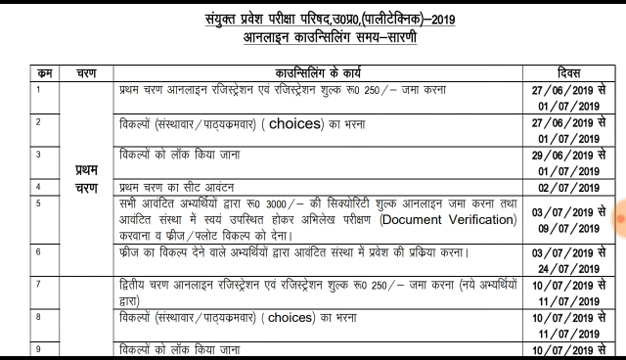 संयुक्त प्रवेश परीक्षा परिषद,उ0प्र0,(पालीटेक्निक)–2019
आनलाइन काउन्सिलिंग समय–सारणी
क्रम चरण काउन्सिलिंग के कार्य दिवस
1 प्रथम चरण आनलाइन रजिस्ट्रेशन एवं रजिस्ट्रेशन शुल्क रू0 250/– जमा करना 27/06/2019 से
01/07/2019
2 विकल्पों (संस्थावार/पाठ्यक्रमवार) ( choices) का भरना 27/06/2019 से
01/07/2019
3 विकल्पों को लॉक किया जाना 29/06/2019 से
प्रथम 01/07/2019
4 चरण प्रथम चरण का सीट आवंटन 02/07/2019
5 सभी आवंटित अभ्यर्थियों द्वारा रू0 3000/– की सिक्योरिटी शुल्क आनलाइन जमा करना तथा
आवंटित संस्था में स्वयं उपस्थित होकर अभिलेख परीक्षण (Document Verification) 03/07/2019 से
करवाना व फ्रीज/फ्लोट विकल्प को देना। 09/07/2019
6 फ्रीज का विकल्प देने वाले अभ्यर्थियों द्वारा आवंटित संस्था में प्रवेश की प्रक्रिया करना। 03/07/2019 से
24/07/2019
7 द्वितीय चरण आनलाइन रजिस्ट्रेशन एवं रजिस्ट्रेशन शुल्क रू0 250/– जमा करना (नये अभ्यर्थियों 10/07/2019 से
द्वारा) 11/07/2019
8 विकल्पों (संस्थावार/पाठ्यक्रमवार) ( choices) का भरना 10/07/2019 से
11/07/2019
9 विकल्पों को लॉक किया जाना 10/07/2019 से